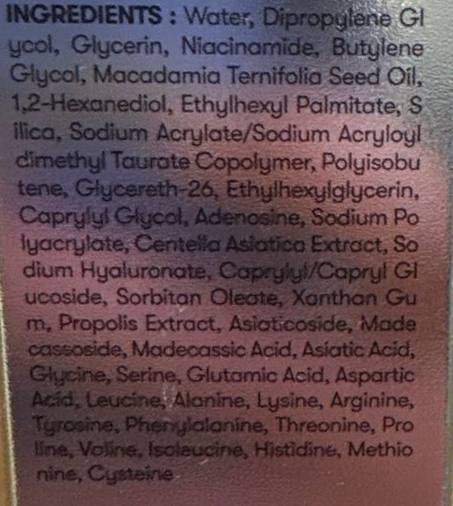 INGREDIENTS : Water, Dipropylene Gl
ycol, Glycerin, Niacinamide, Butylene
Glycol, Macadamia Ternifolia Seed Oil,
1,2-Hexanediol, Ethylhexyl Palmitate, S
ilica, Sodium Acrylate/Sodium Acryloyl
dimethyl Taurate Copolymer, Polyisobu
tene, Glycereth-26, Ethylhexylglycerin,
Caprylyl Glycol, Adenosine, Sodium Po
lyacrylate, Centella Asiatica Extract, So
dium Hyaluronate, Caprylyl/Capryl Gl
ucoside, Sorbitan Oleate, Xanthan Gu
m, Propolis Extract, Asiaticoside, Made
cassoside, Madecassic Acid, Asiatic Acid,
Glycine, Serine, Glutamic Acid, Aspartic
Acid, Leucine, Alanine, Lysine, Arginine,
Tyrosine, Phenylalanine, Threonine, Pro
line, Valine, Isoleucine, Histidine, Methio
nine, Cysteine